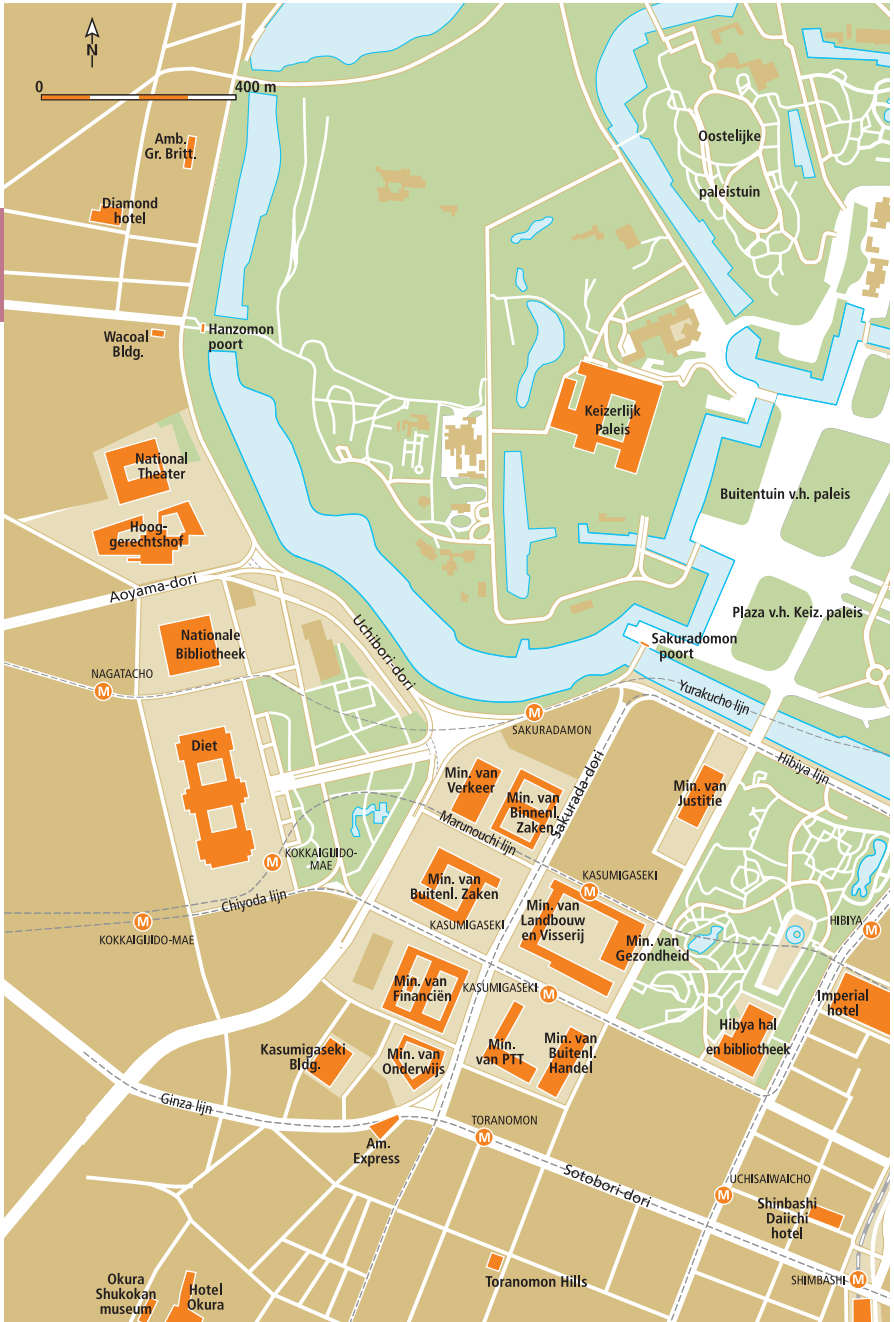 N
0
400 m
Amb.
Gr. Britt.
Diamond
hotel
Oostelijke
paleistuin
Hanzomon
poort
Wacoal
Bldg.
Keizerlijk
Paleis
National
Theater
Hoog-
gerechtshof
Buitentuin v.h. paleis
Aoyama-dori
Uchibori-dori
Plaza v.h. Keiz. paleis
Nationale
Bibliotheek
Sakuradomon
poort
NAGATACHO
M
Yurakucho lijn
M
SAKURADAMON
Diet
Hibiya lijn
Min. van
Verkeer
Min. van
Binnenl.
Zaken
Sakurada-dori
Min. van
Justitie
Marunouchi lijn
M
KOKKAIGIJDO-
MAE
Min. van
Buitenl. Zaken
KASUMIGASEKI
M
Chiyoda lijn
M
KOKKAIGIJDO-MAE
KASUMIGASEKI
Min. van
Landbouw
en Visserij
Min. van
Gezondheid
HIBIYA
M
Min. van
Financiën
KASUMIGASEKI
M
Imperial
hotel
Kasumigaseki
Bldg.
Min. van
Onderwijs
Min.
van PTT
Min. van
Buitenl.
Handel
Hibya hal
en bibliotheek
Ginza lijn
Am.
Express
TORANOMON
M
Sotobori-dori
UCHISAIWAICHO
M
Shinbashi
Daiichi
hotel
Okura
Shukokan
museum
Hotel
Okura
Toranomon Hills
SHIMBASHI
M